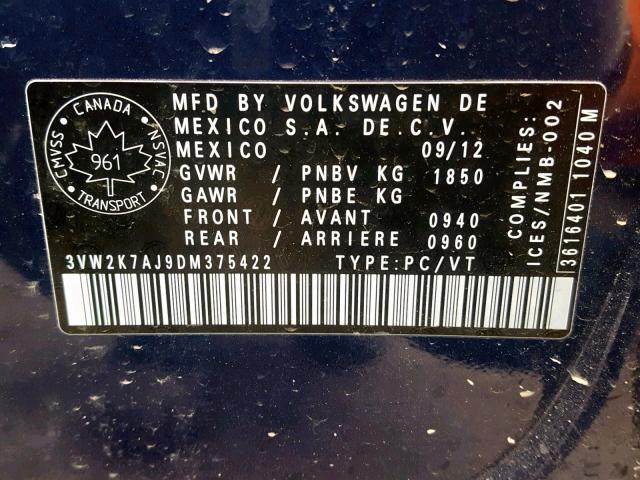 CANADA
CMVSS
NSVAC
961
TRANSPORT
MFD BY VOLKSWAGEN DE
MEXICO S.A. DE.C.V.
MEXICO 09/12
GVWR / PNBV KG 1850
GAWR / PNBE KG
FRONT / AVANT 0940
REAR / ARRIERE 0960
3VW2K7AJ9DM375422 TYPE:PC/VT
COMPLIES:
ICES/NMB-002
3616401 1040 M